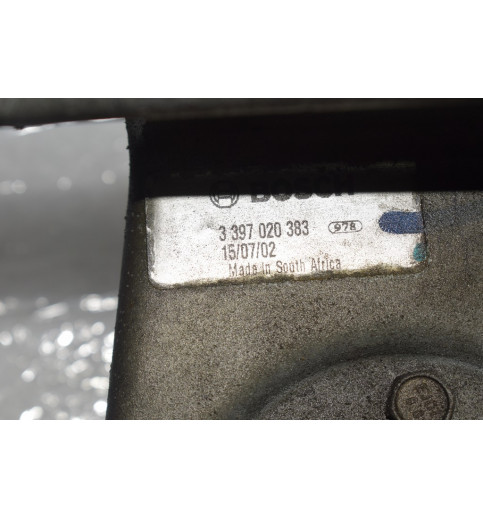 BOSCH
3 397 020 383 978
15/07/02
Made in South Africa